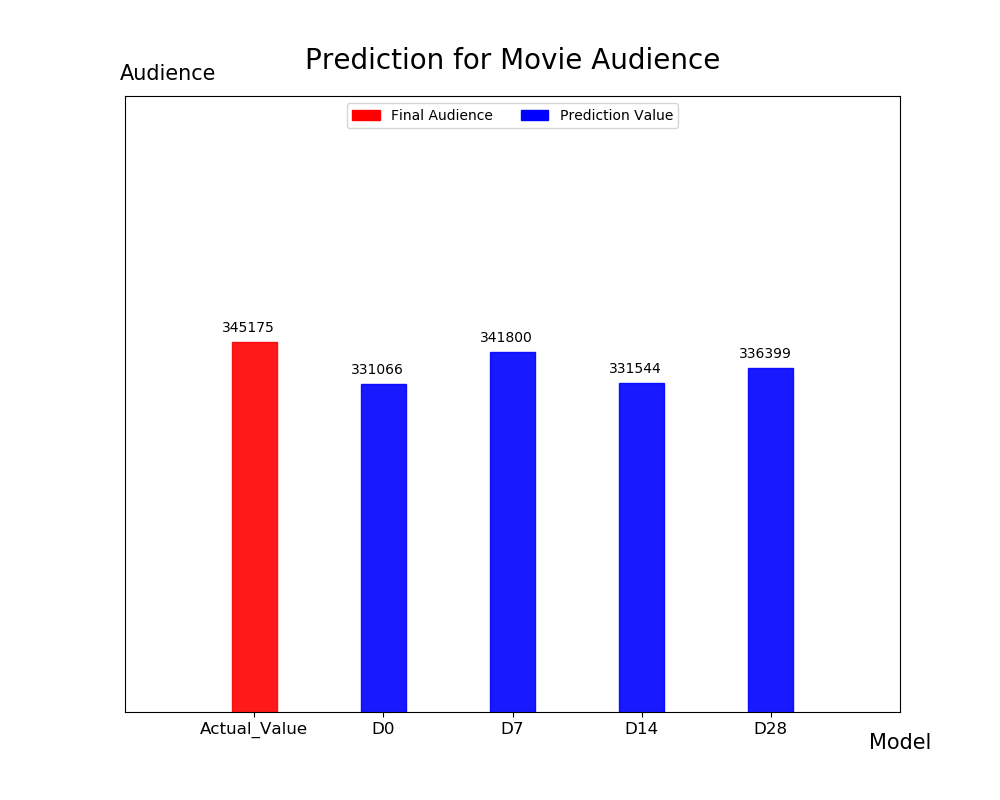 Prediction for Movie Audience
Audience
Final Audience Prediction Value
345175
331066
341800
331544
336399
Actual_Value D0 D7 D14 D28
Model